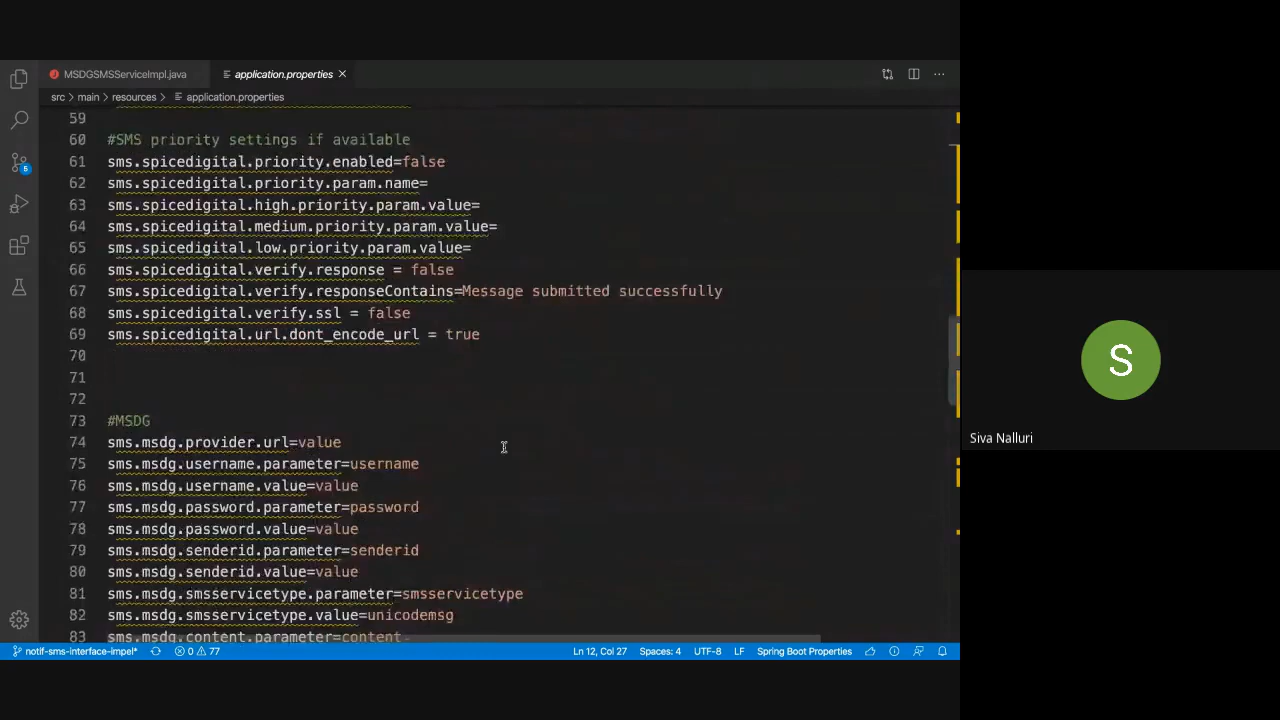 MSDGSMSServiceImpl.java
application.properties
src > main > resources > application.properties
59
60 #SMS priority settings if available
61 sms.spicedigital.priority.enabled=false
62 sms.spicedigital.priority.param.name=
63 sms.spicedigital.high.priority.param.value=
64 sms.spicedigital.medium.priority.param.value=
65 sms.spicedigital.low.priority.param.value=
66 sms.spicedigital.verify.response = false
67 sms.spicedigital.verify.responseContains=Message submitted successfully
68 sms.spicedigital.verify.ssl = false
69 sms.spicedigital.url.dont_encode_url = true
70
71
72
73 #MSDG
74 sms.msdg.provider.url=value
75 sms.msdg.username.parameter=username
76 sms.msdg.username.value=value
77 sms.msdg.password.parameter=password
78 sms.msdg.password.value=value
79 sms.msdg.senderid.parameter=senderid
80 sms.msdg.senderid.value=value
81 sms.msdg.smsservicetype.parameter=smsservicetype
82 sms.msdg.smsservicetype.value=unicodemsg
83 sms.msdg.content.parameter=content
5
S
Siva Nalluri
notif-sms-interface-impel* 0 77 Ln 12, Col 27 Spaces: 4 UTF-8 LF Spring Boot Properties